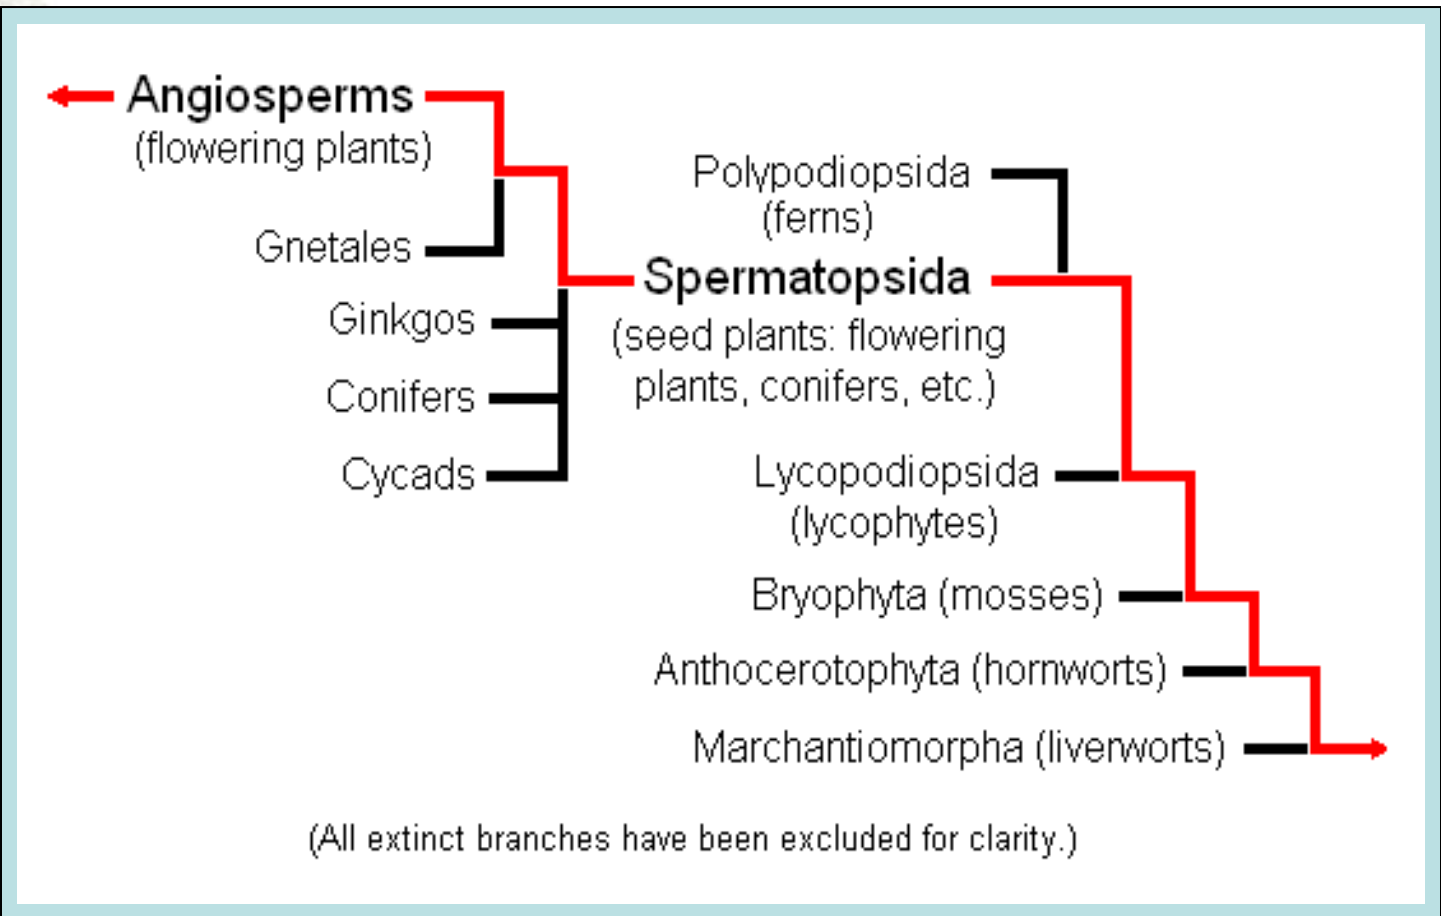 Angiosperms
(flowering plants)
Gnetales
Ginkgos
Conifers
Cycads
Polypodiopsida
(ferns)
Spermatopsida
(seed plants: flowering
plants, conifers, etc.)
Lycopodiopsida
(lycophytes)
Bryophyta (mosses)
Anthocerotophyta (hornworts)
Marchantiomorpha (liverworts)
(All extinct branches have been excluded for clarity.)